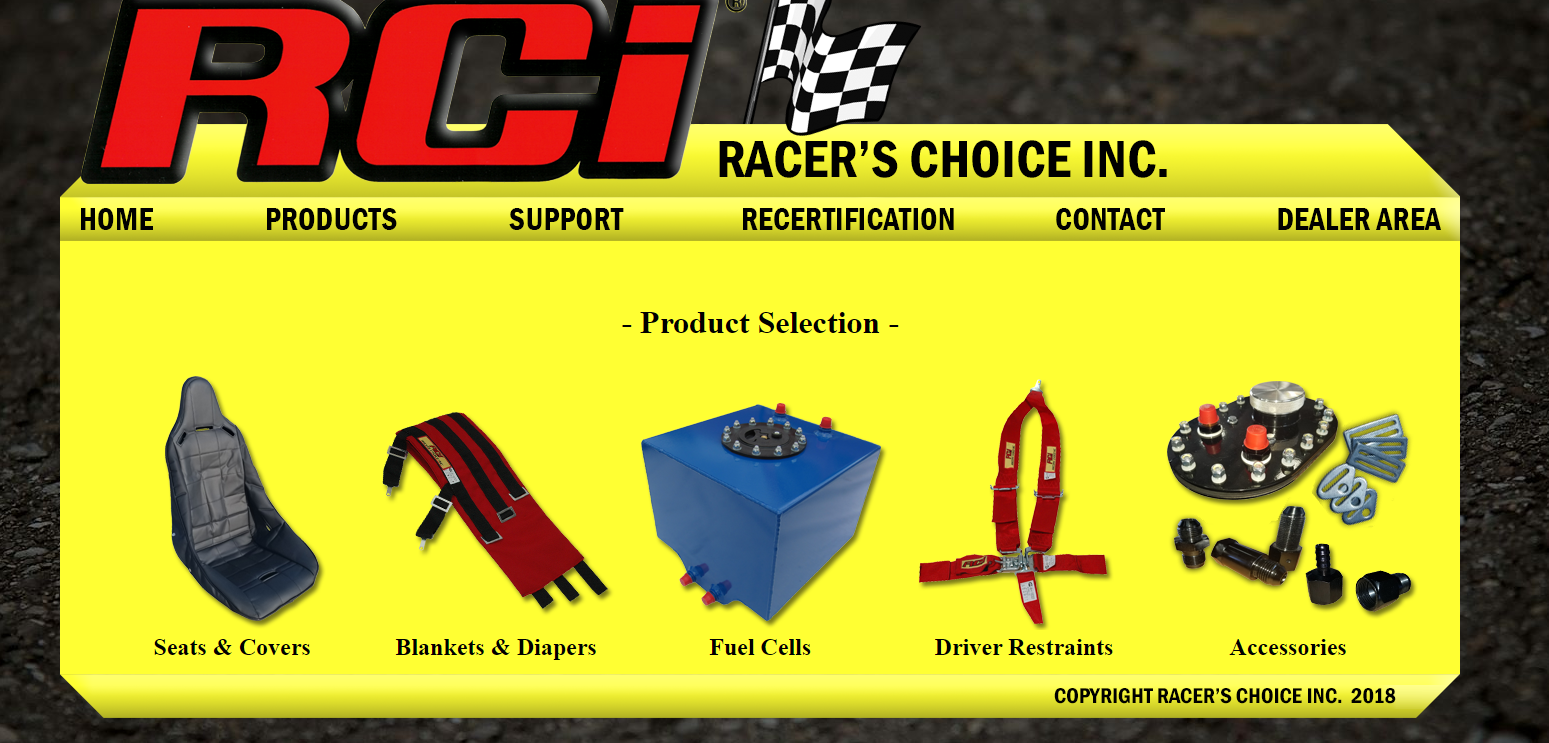 RCi ®
RACER'S CHOICE INC.
HOME PRODUCTS SUPPORT RECERTIFICATION CONTACT DEALER AREA
- Product Selection -
Seats & Covers Blankets & Diapers Fuel Cells Driver Restraints Accessories
COPYRIGHT RACER'S CHOICE INC. 2018